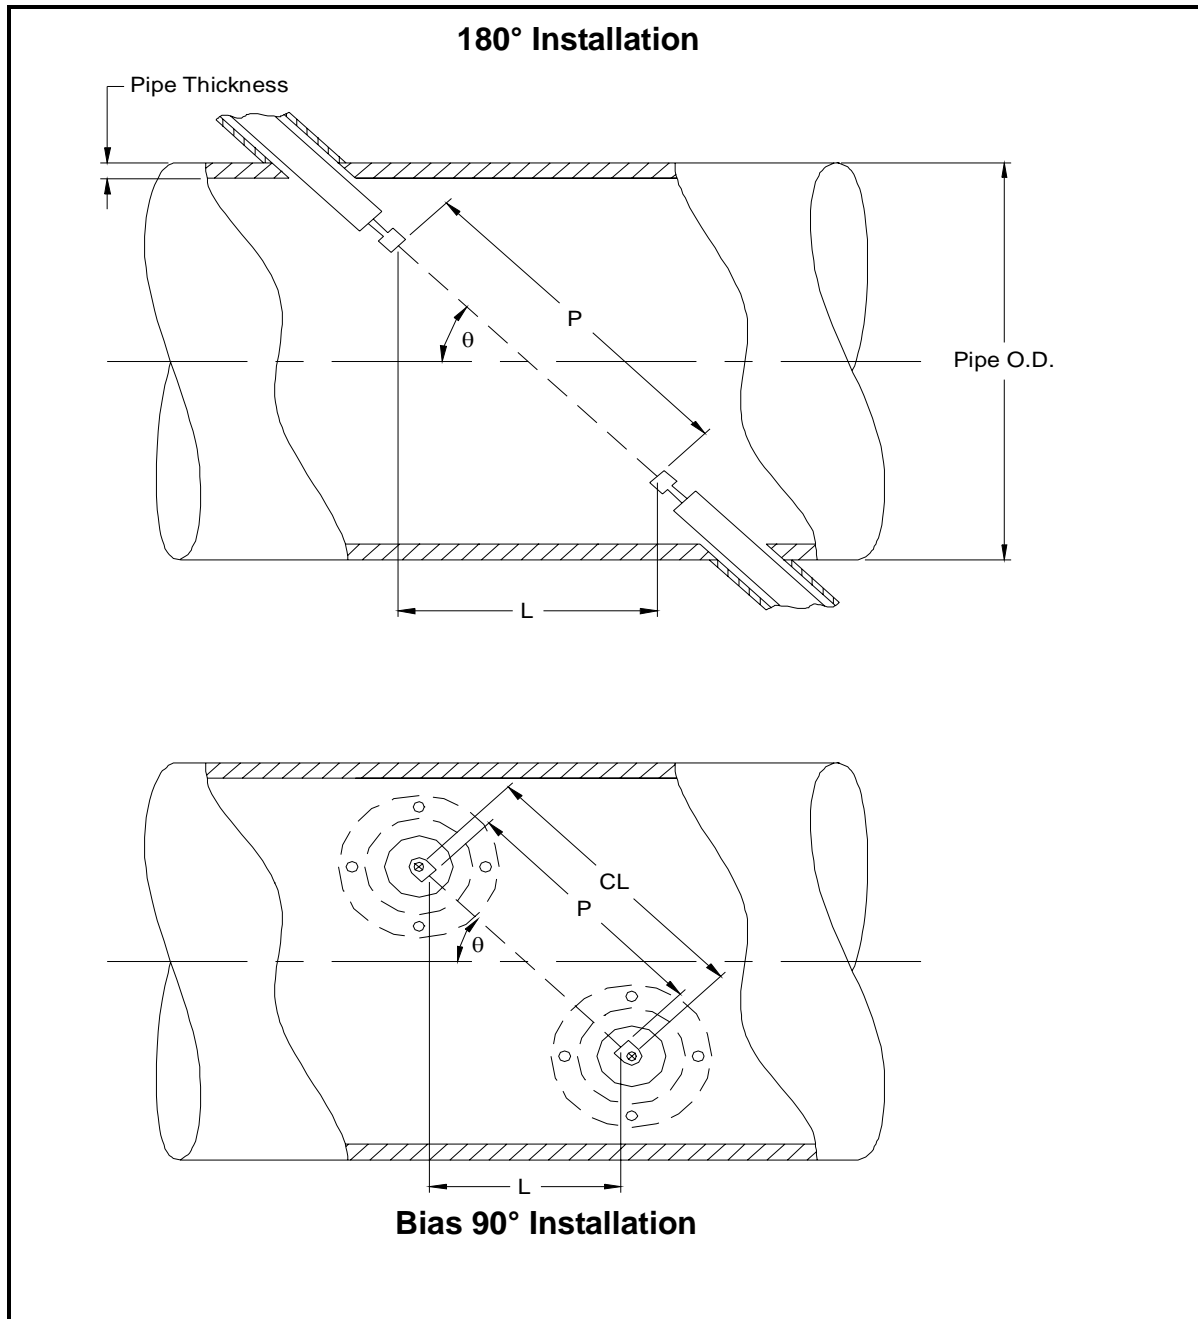 180° Installation
Pipe Thickness
P
θ
Pipe O.D.
L
CL
P
θ
L
Bias 90° Installation